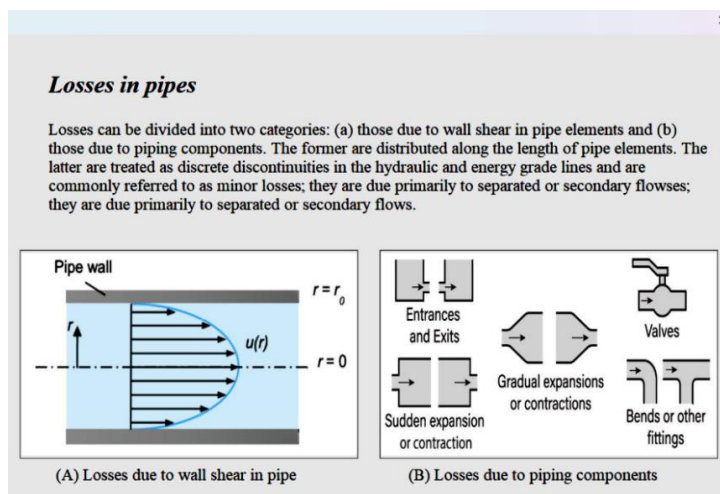 Losses in pipes
Losses can be divided into two categories: (a) those due to wall shear in pipe elements and (b)
those due to piping components. The former are distributed along the length of pipe elements. The
latter are treated as discrete discontinuities in the hydraulic and energy grade lines and are
commonly referred to as minor losses; they are due primarily to separated or secondary flowses;
they are due primarily to separated or secondary flows.
Pipe wall
r = r0
r
u(r)
r = 0
Entrances
and Exits
Valves
Gradual expansions
or contractions
Sudden expansion
or contraction
Bends or other
fittings
(A) Losses due to wall shear in pipe
(B) Losses due to piping components